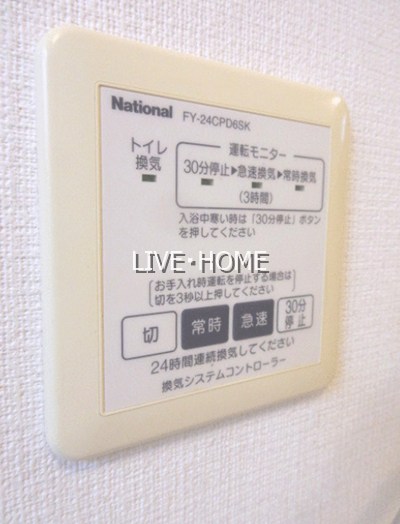 National FY-24CPD6SK
トイレ
換気
運転モニター
30分停止▶急速換気▶常時換気
(3時間)
入浴中寒い時は「30分停止」ボタン
を押してください
LIVE・HOME
お手入れ時運転を停止する場合は
切を3秒以上押してください
切 常時 急速 30分
停止
24時間連続換気してください
換気システムコントローラー